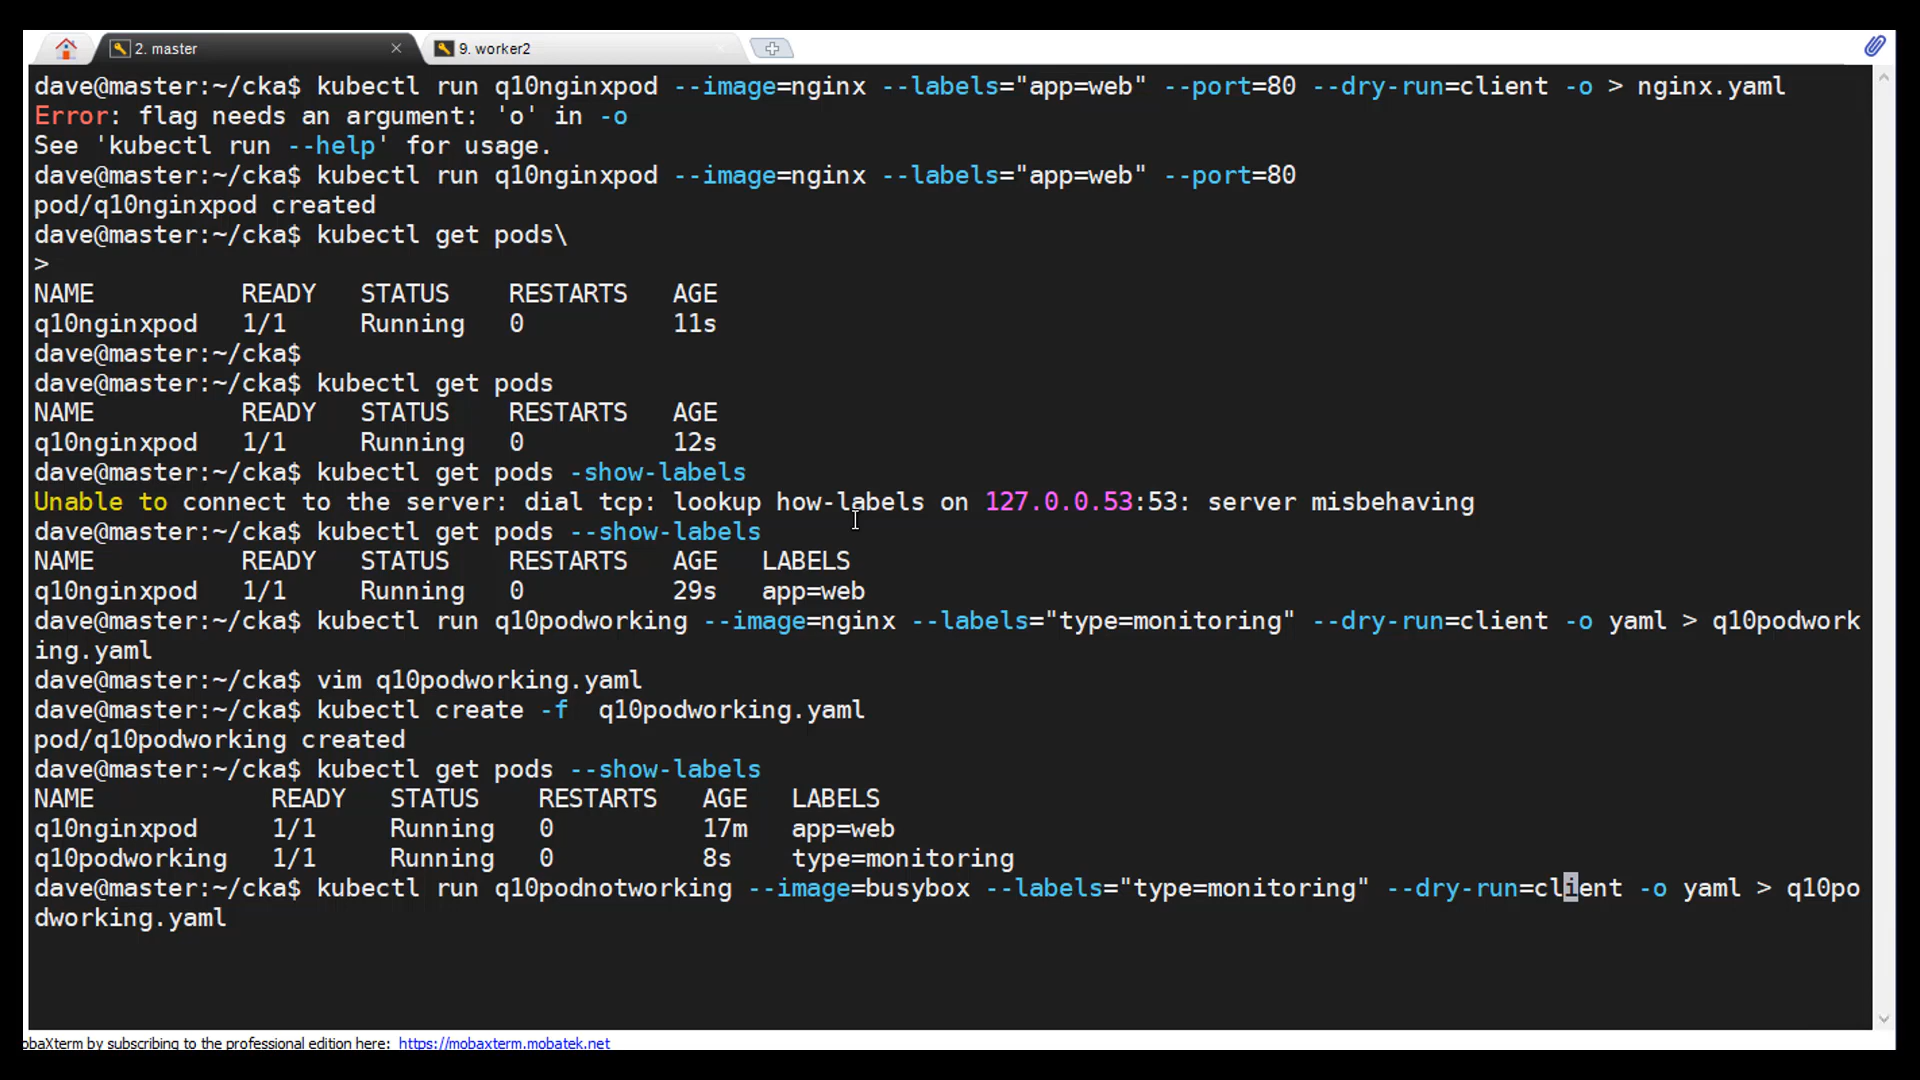 2. master
9. worker2
dave@master:~/cka$ kubectl run q10nginxpod --image=nginx --labels="app=web" --port=80 --dry-run=client -o > nginx.yaml
Error: flag needs an argument: 'o' in -o
See 'kubectl run --help' for usage.
dave@master:~/cka$ kubectl run q10nginxpod --image=nginx --labels="app=web" --port=80
pod/q10nginxpod created
dave@master:~/cka$ kubectl get pods\
>
NAME READY STATUS RESTARTS AGE
q10nginxpod 1/1 Running 0 11s
dave@master:~/cka$
dave@master:~/cka$ kubectl get pods
NAME READY STATUS RESTARTS AGE
q10nginxpod 1/1 Running 0 12s
dave@master:~/cka$ kubectl get pods -show-labels
Unable to connect to the server: dial tcp: lookup how-labels on 127.0.0.53:53: server misbehaving
dave@master:~/cka$ kubectl get pods --show-labels
NAME READY STATUS RESTARTS AGE LABELS
q10nginxpod 1/1 Running 0 29s app=web
dave@master:~/cka$ kubectl run q10podworking --image=nginx --labels="type=monitoring" --dry-run=client -o yaml > q10podwork
ing.yaml
dave@master:~/cka$ vim q10podworking.yaml
dave@master:~/cka$ kubectl create -f  q10podworking.yaml
pod/q10podworking created
dave@master:~/cka$ kubectl get pods --show-labels
NAME READY STATUS RESTARTS AGE LABELS
q10nginxpod 1/1 Running 0 17m app=web
q10podworking 1/1 Running 0 8s type=monitoring
dave@master:~/cka$ kubectl run q10podnotworking --image=busybox --labels="type=monitoring" --dry-run=client -o yaml > q10po
dworking.yaml
obaXterm by subscribing to the professional edition here: https://mobaxterm.mobatek.net